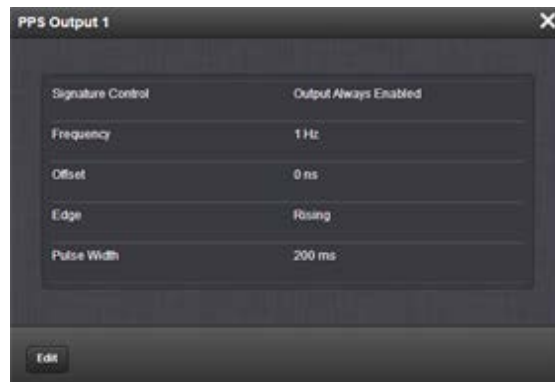 PPS Output 1
Signature Control Output Always Enabled
Frequency 1 Hz
Offset 0 ns
Edge Rising
Pulse Width 200 ms
Edit